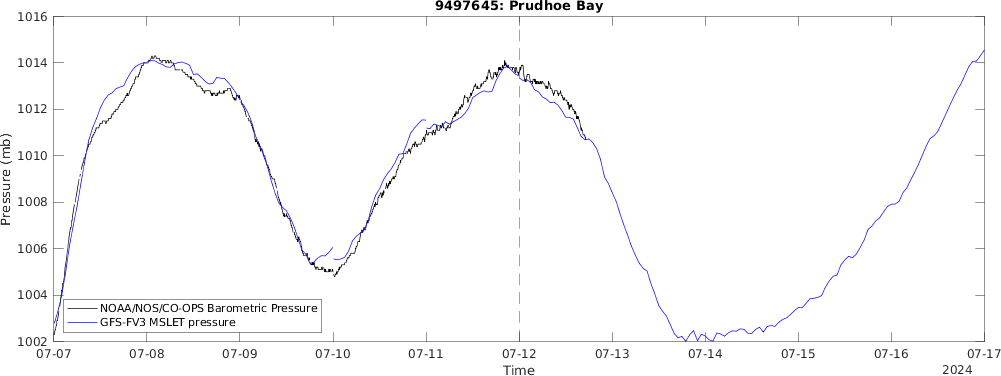 9497645: Prudhoe Bay
1016
1014
1012
1010
1008
1006
1004
1002
Pressure (mb)
NOAA/NOS/CO-OPS Barometric Pressure
GFS-FV3 MSLET pressure
07-07 07-08 07-09 07-10 07-11 07-12 07-13 07-14 07-15 07-16 07-17
Time
2024